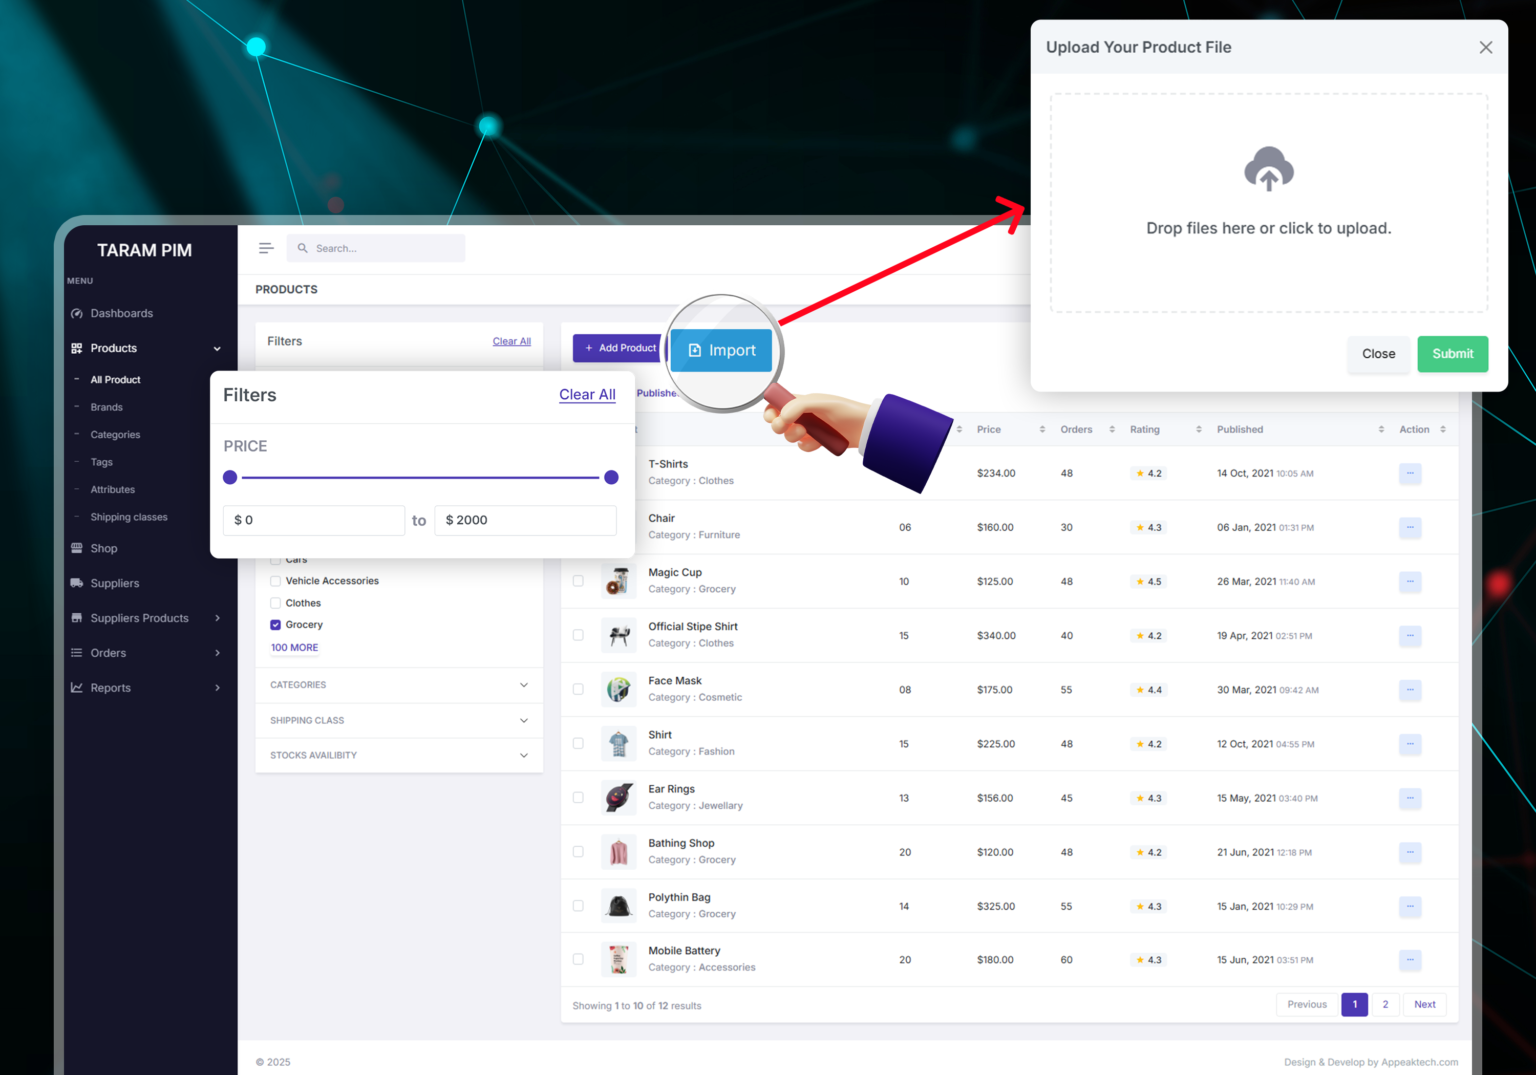 Upload Your Product File
Drop files here or click to upload.
Close
Submit
TARAM PIM
MENU
Dashboards
Products
All Product
Brands
Categories
Tags
Attributes
Shipping classes
Shop
Suppliers
Suppliers Products
Orders
Reports
Search...
PRODUCTS
Filters
Clear All
Filters
Clear All
PRICE
$ 0
to
$ 2000
Vehicle Accessories
Clothes
Grocery
100 MORE
CATEGORIES
SHIPPING CLASS
STOCKS AVAILIBITY
+ Add Product
Import
Price Orders Rating Published Action
T-Shirts
Category : Clothes
$234.00 48 4.2 14 Oct, 2021 10:05 AM
Chair
Category : Furniture
06 $160.00 30 4.3 06 Jan, 2021 01:31 PM
Magic Cup
Category : Grocery
10 $125.00 48 4.5 26 Mar, 2021 11:40 AM
Official Stipe Shirt
Category : Clothes
15 $340.00 40 4.2 19 Apr, 2021 02:51 PM
Face Mask
Category : Cosmetic
08 $175.00 55 4.4 30 Mar, 2021 09:42 AM
Shirt
Category : Fashion
15 $225.00 48 4.2 12 Oct, 2021 04:55 PM
Ear Rings
Category : Jewellary
13 $156.00 45 4.3 15 May, 2021 03:40 PM
Bathing Shop
Category : Grocery
20 $120.00 48 4.2 21 Jun, 2021 12:18 PM
Polythin Bag
Category : Grocery
14 $325.00 55 4.3 15 Jan, 2021 10:29 PM
Mobile Battery
Category : Accessories
20 $180.00 60 4.3 15 Jun, 2021 03:51 PM
Showing 1 to 10 of 12 results
Previous 1 2 Next
© 2025
Design & Develop by Appeaktech.com